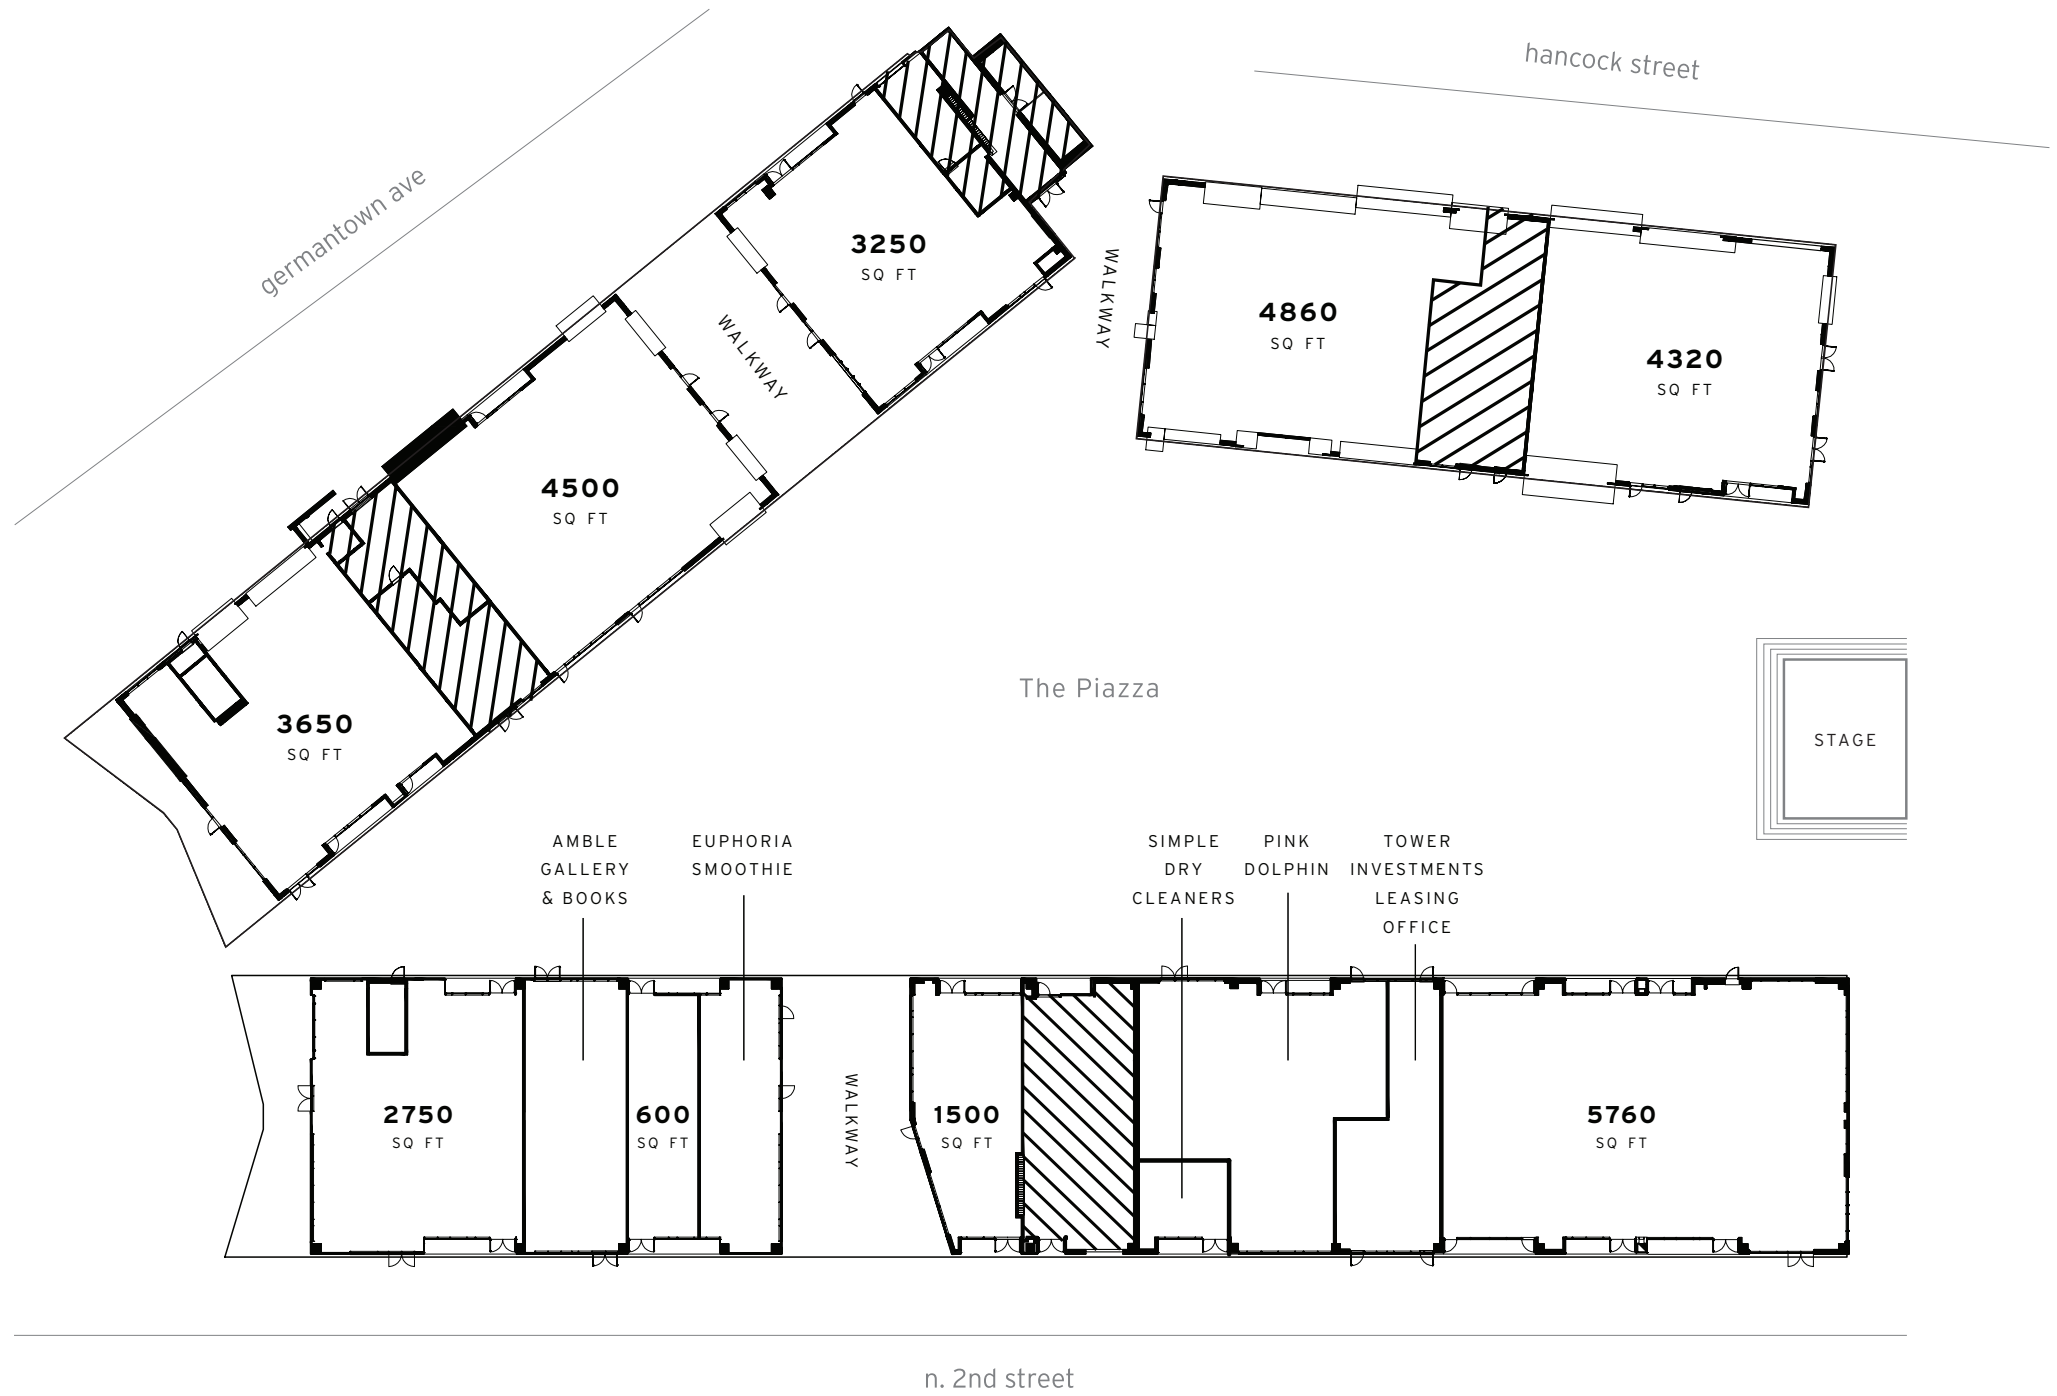 hancock street
germantown ave
3250
SQ FT
WALKWAY
4860
SQ FT
4320
SQ FT
WALKWAY
4500
SQ FT
The Piazza
3650
SQ FT
STAGE
AMBLE
GALLERY
& BOOKS
EUPHORIA
SMOOTHIE
SIMPLE
DRY
CLEANERS
PINK
DOLPHIN
TOWER
INVESTMENTS
LEASING
OFFICE
2750
SQ FT
600
SQ FT
WALKWAY
1500
SQ FT
5760
SQ FT
n. 2nd street